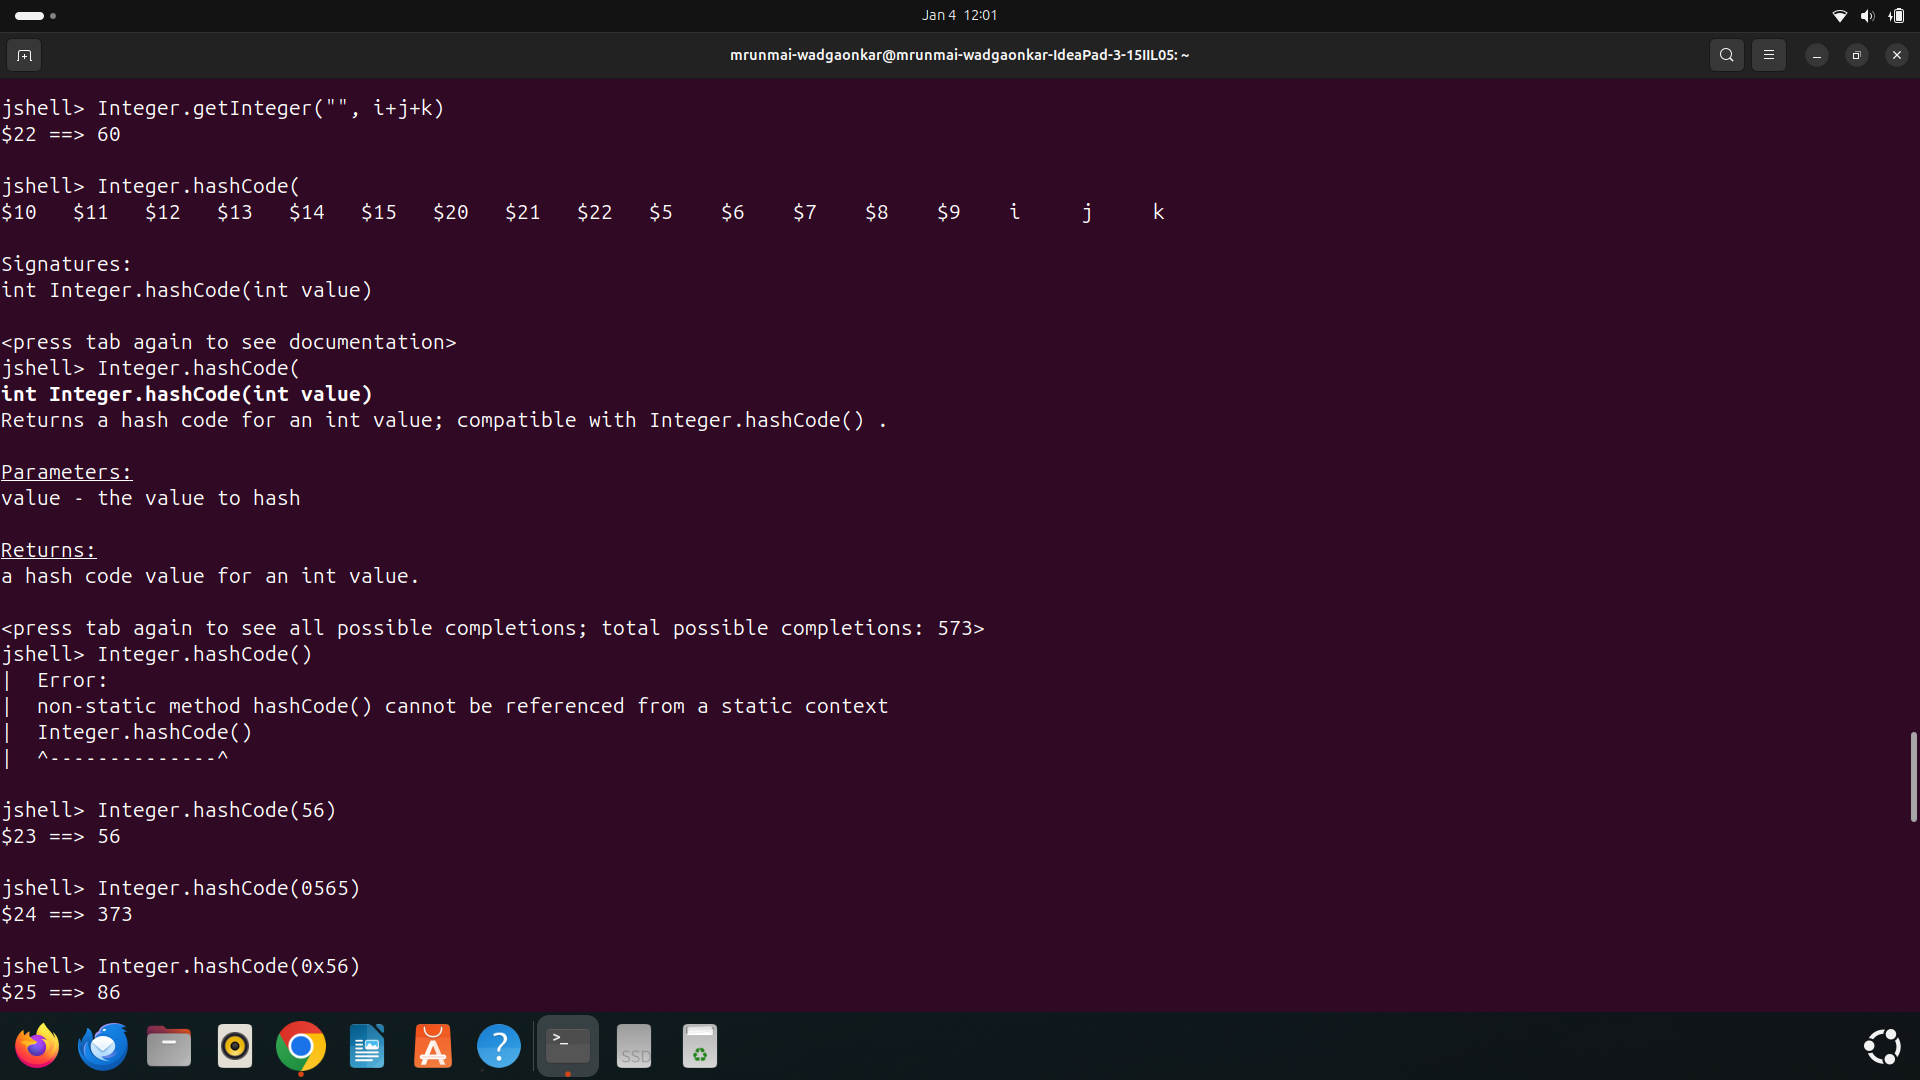 Jan 4 12:01
mrunmai-wadgaonkar@mrunmai-wadgaonkar-IdeaPad-3-15IIL05: ~
jshell> Integer.getInteger("", i+j+k)
$22 ==> 60
jshell> Integer.hashCode(
$10 $11 $12 $13 $14 $15 $20 $21 $22 $5 $6 $7 $8 $9 i j k
Signatures:
int Integer.hashCode(int value)
<press tab again to see documentation>
jshell> Integer.hashCode(
int Integer.hashCode(int value)
Returns a hash code for an int value; compatible with Integer.hashCode() .
Parameters:
value - the value to hash
Returns:
a hash code value for an int value.
<press tab again to see all possible completions; total possible completions: 573>
jshell> Integer.hashCode()
| Error:
| non-static method hashCode() cannot be referenced from a static context
| Integer.hashCode()
| ^--------------^
jshell> Integer.hashCode(56)
$23 ==> 56
jshell> Integer.hashCode(0565)
$24 ==> 373
jshell> Integer.hashCode(0x56)
$25 ==> 86
>_
SSD